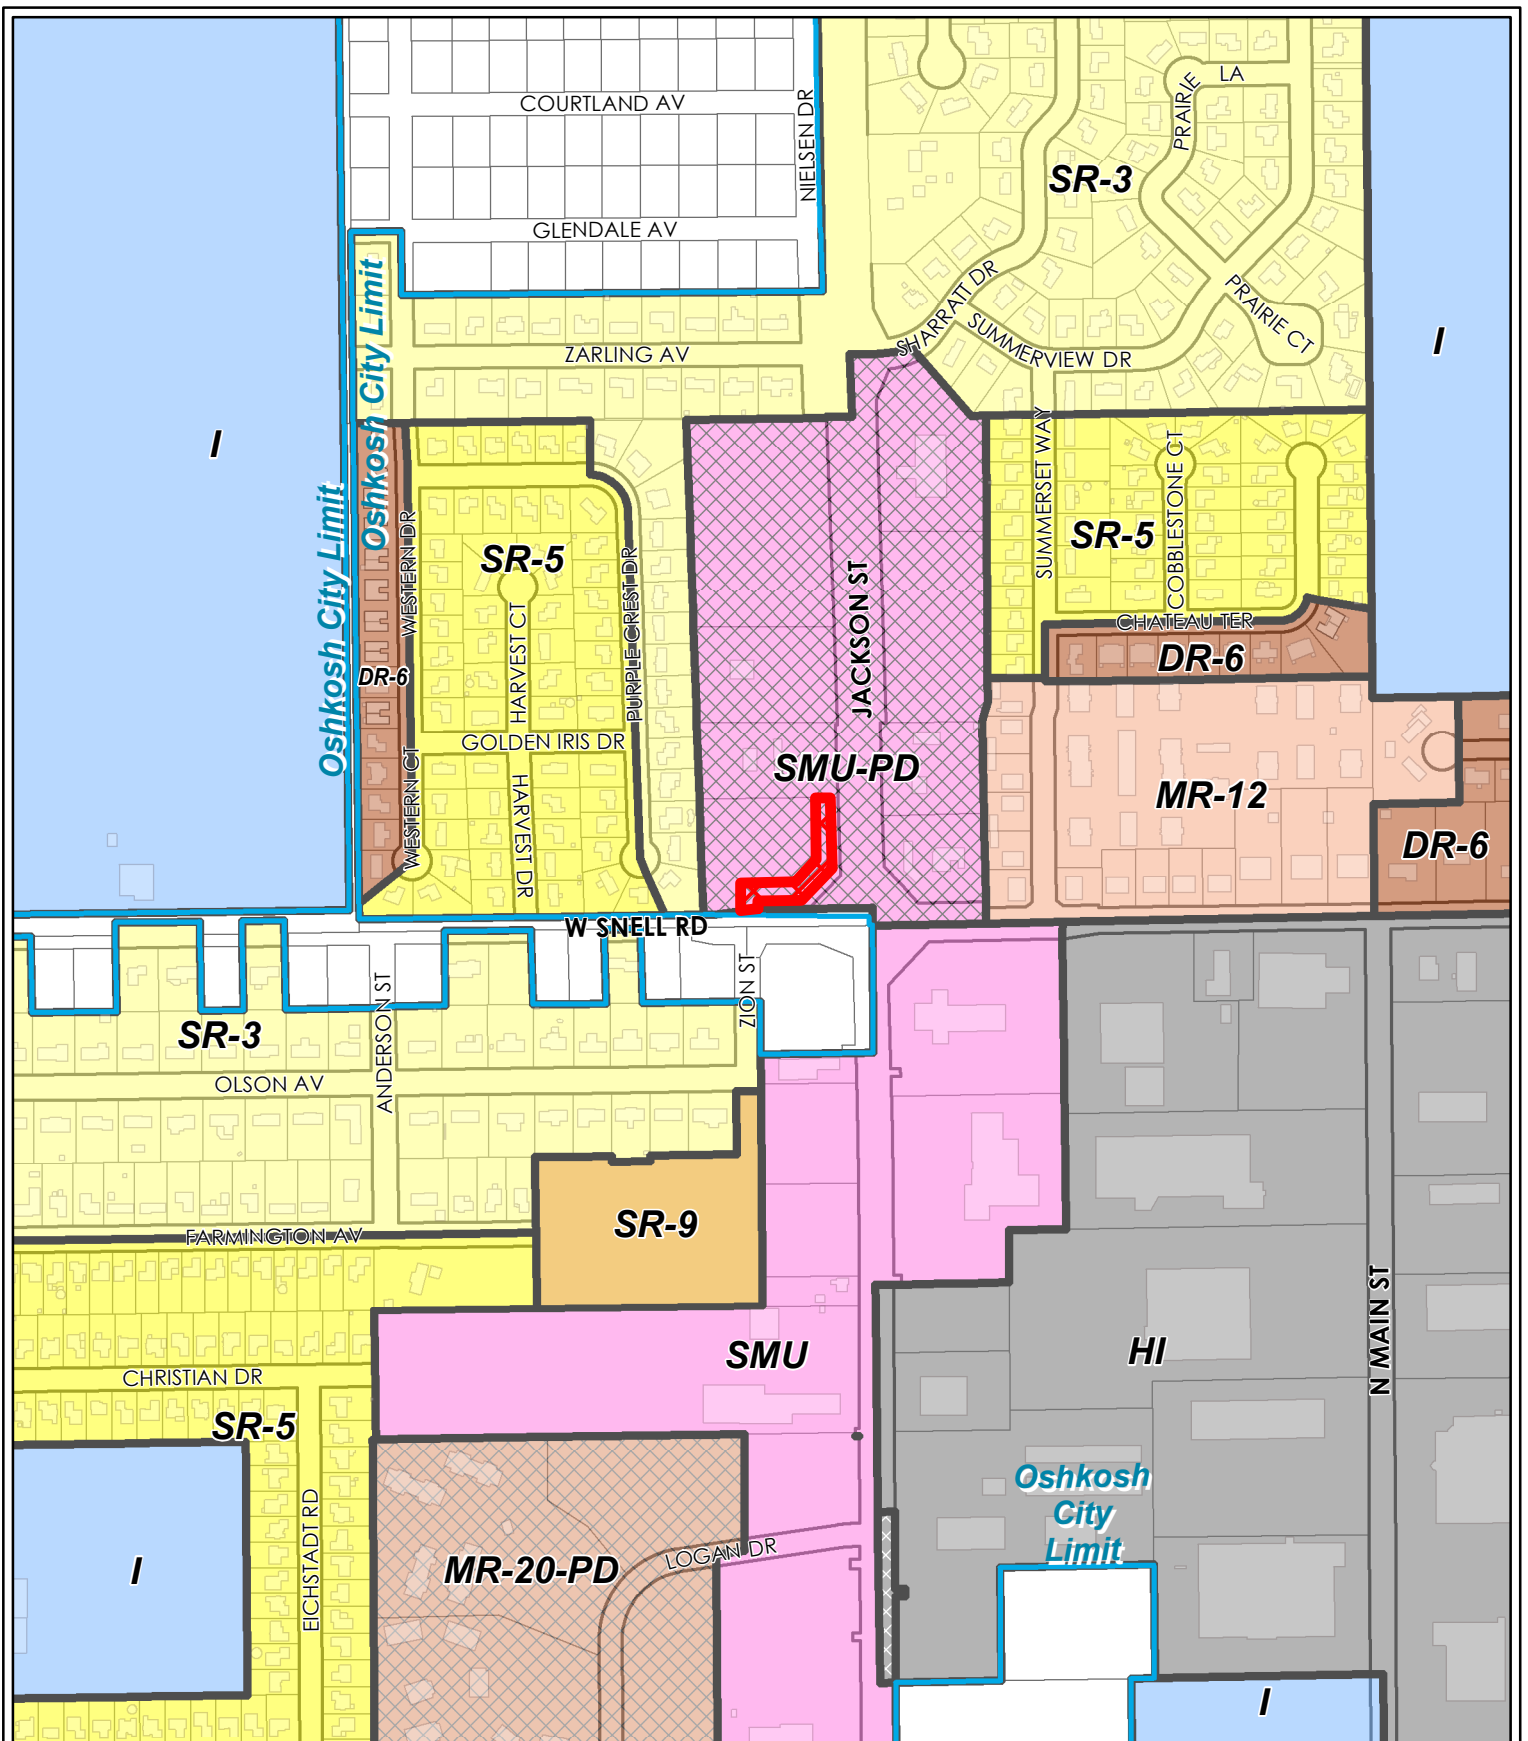 COURTLAND AV
NIELSEN DR
GLENDALE AV
ZARLING AV
LA
PRAIRIE
SR-3
PRAIRIE CT
SHARRATT DR
SUMMERVIEW DR
I
I
Oshkosh City Limit
Oshkosh City Limit
WESTERN DR
SR-5
HARVEST CT
PURPLE CREST DR
DR-6
GOLDEN IRIS DR
WESTERN CT
HARVEST DR
JACKSON ST
SMU-PD
SUMMERSET WAY
COBBLESTONE CT
SR-5
CHATEAU TER
DR-6
MR-12
DR-6
W SNELL RD
ZION ST
ANDERSON ST
SR-3
OLSON AV
SR-9
FARMINGTON AV
CHRISTIAN DR
SR-5
EICHSTADT RD
SMU
HI
N MAIN ST
Oshkosh
City
Limit
I
MR-20-PD
LOGAN DR
I